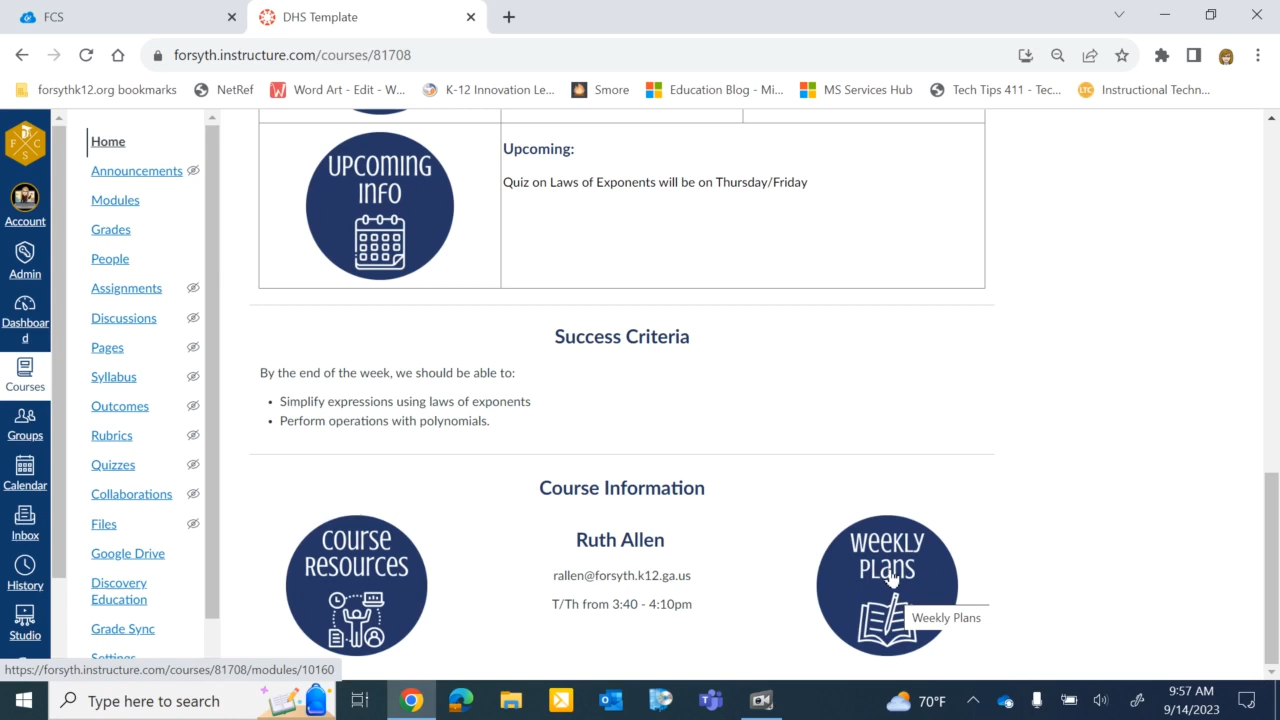 FCS
DHS Template
forsyth.instructure.com/courses/81708
forsythk12.org bookmarks
NetRef
Word Art - Edit - W...
K-12 Innovation Le...
Smore
Education Blog - Mi...
MS Services Hub
Tech Tips 411 - Tec...
LTC
Instructional Techn...
F C
S
Account
Admin
Dashboar
d
Courses
Groups
Calendar
Inbox
History
Studio
Home
Announcements
Modules
Grades
People
Assignments
Discussions
Pages
Syllabus
Outcomes
Rubrics
Quizzes
Collaborations
Files
Google Drive
Discovery
Education
Grade Sync
Settings
UPCOMING
INFO
Upcoming:
Quiz on Laws of Exponents will be on Thursday/Friday
Success Criteria
By the end of the week, we should be able to:
• Simplify expressions using laws of exponents
• Perform operations with polynomials.
Course Information
COURSE
RESOURCES
Ruth Allen
rallen@forsyth.k12.ga.us
T/Th from 3:40 - 4:10pm
WEEKLY
PLANS
Weekly Plans
https://forsyth.instructure.com/courses/81708/modules/10160
Type here to search
70°F
9:57 AM
9/14/2023